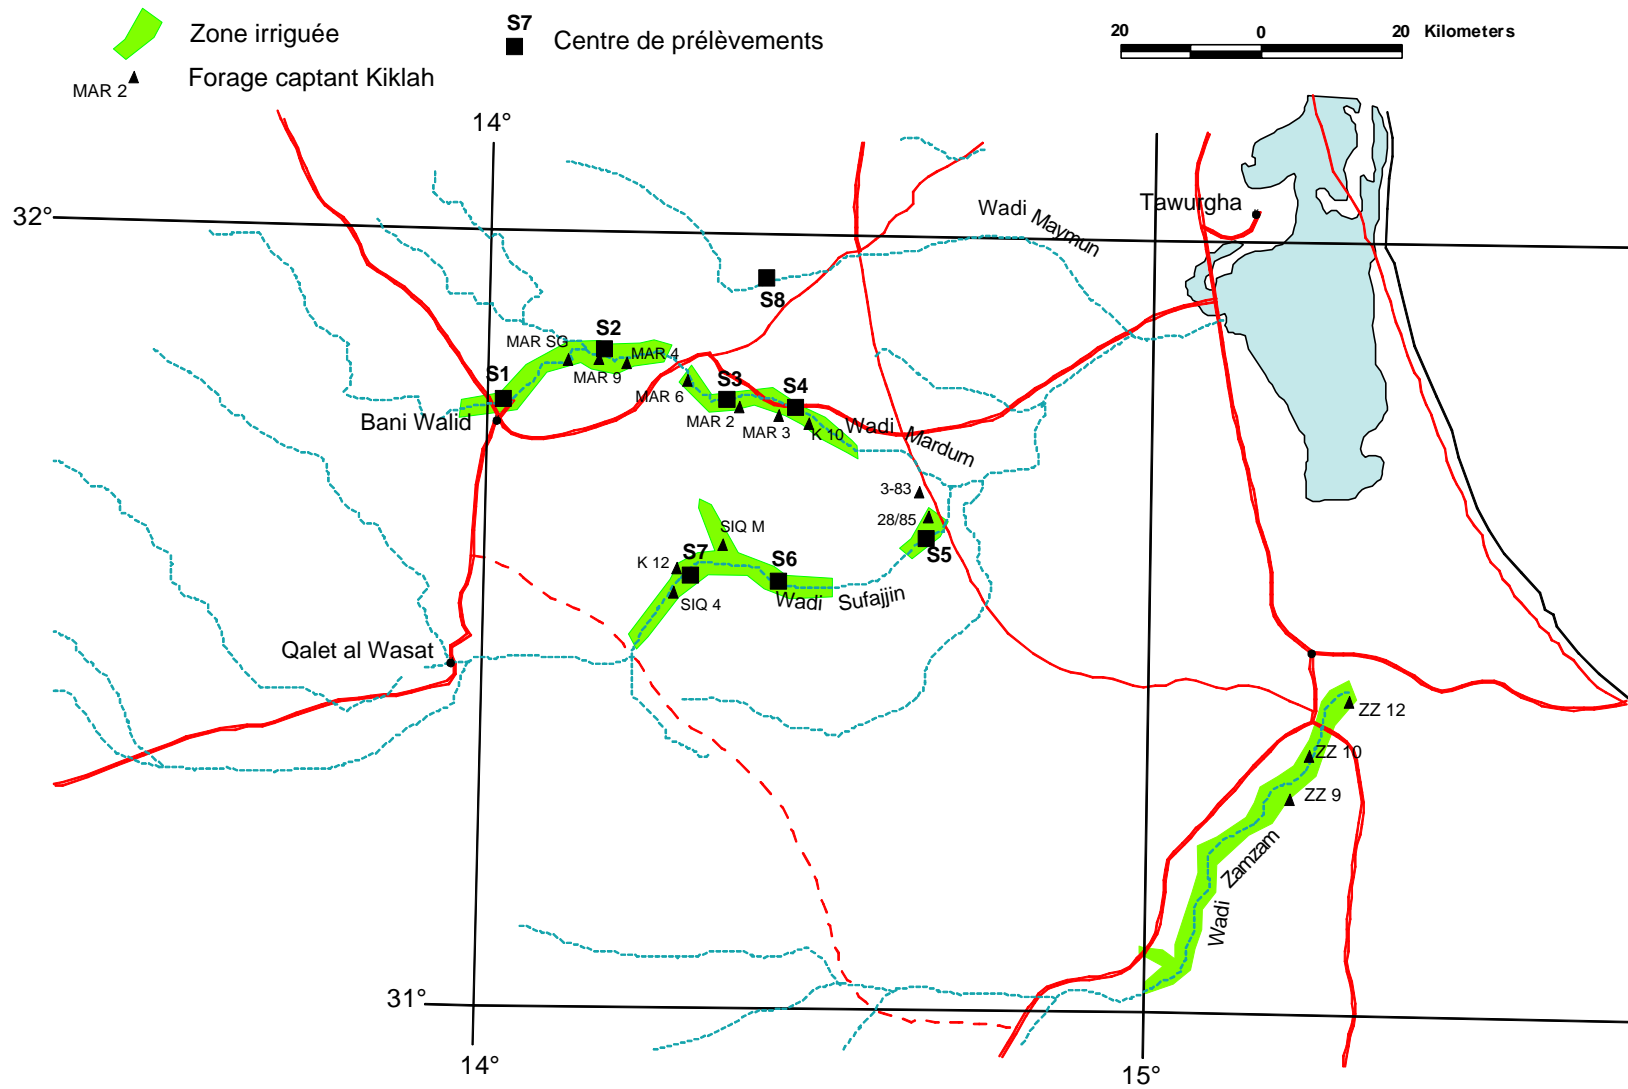 S7
20 0 20 Kilometers
Zone irriguée
Centre de prélèvements
MAR 2
Forage captant Kiklah
14°
32°
Tawurgha
Wadi Maymun
S8
S2
MAR SG
MAR 4
MAR 9
S1
S3
S4
MAR 6
Bani Walid
MAR 2
MAR 3
K 10
Wadi Mardum
3-83
28/85
SIQ M
S5
S7
K 12
S6
SIQ 4
Wadi Sufajjin
Qalet al Wasat
ZZ 12
ZZ 10
ZZ 9
Wadi Zamzam
31°
14°
15°